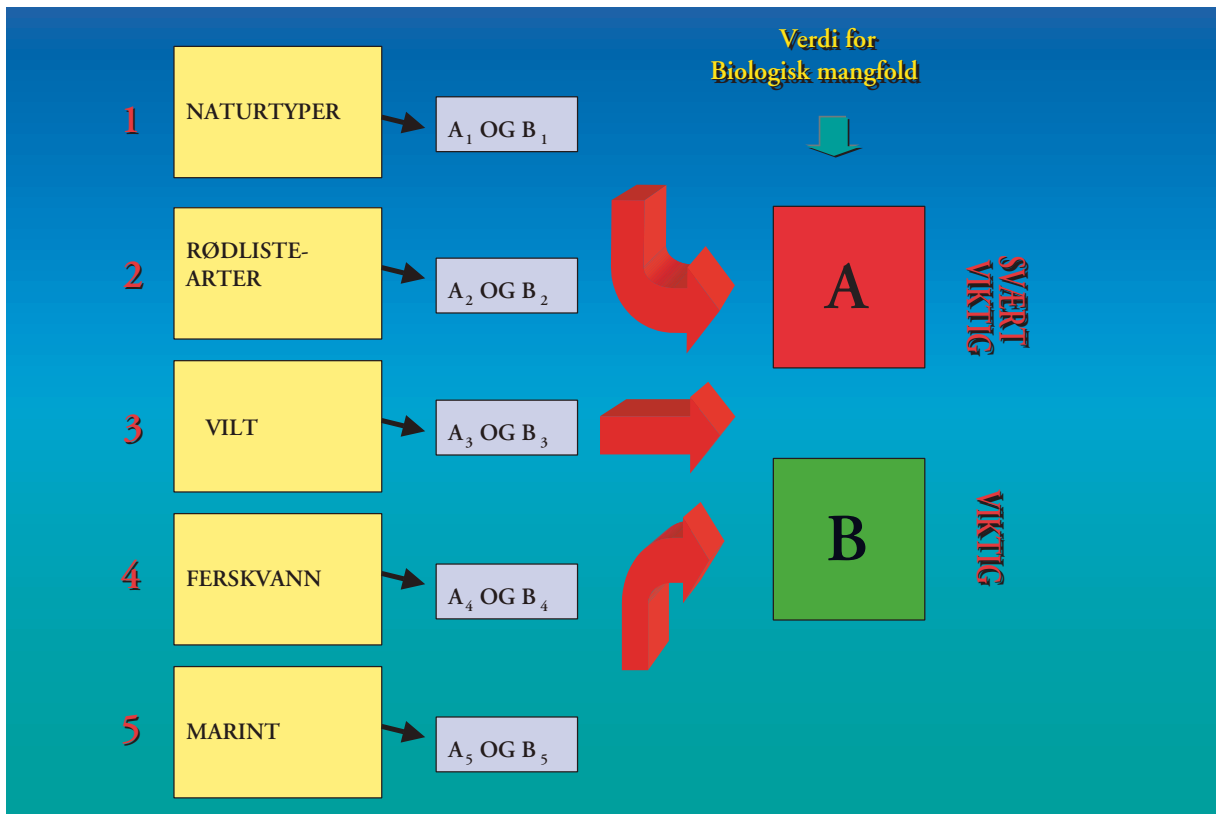 Verdi for
Biologisk mangfold
1
NATURTYPER
A₁ OG B₁
2
RØDLISTE-
ARTER
A₂ OG B₂
3
VILT
A₃ OG B₃
4
FERSKVANN
A₄ OG B₄
5
MARINT
A₅ OG B₅
A
SVÆRT
VIKTIG
B
VIKTIG